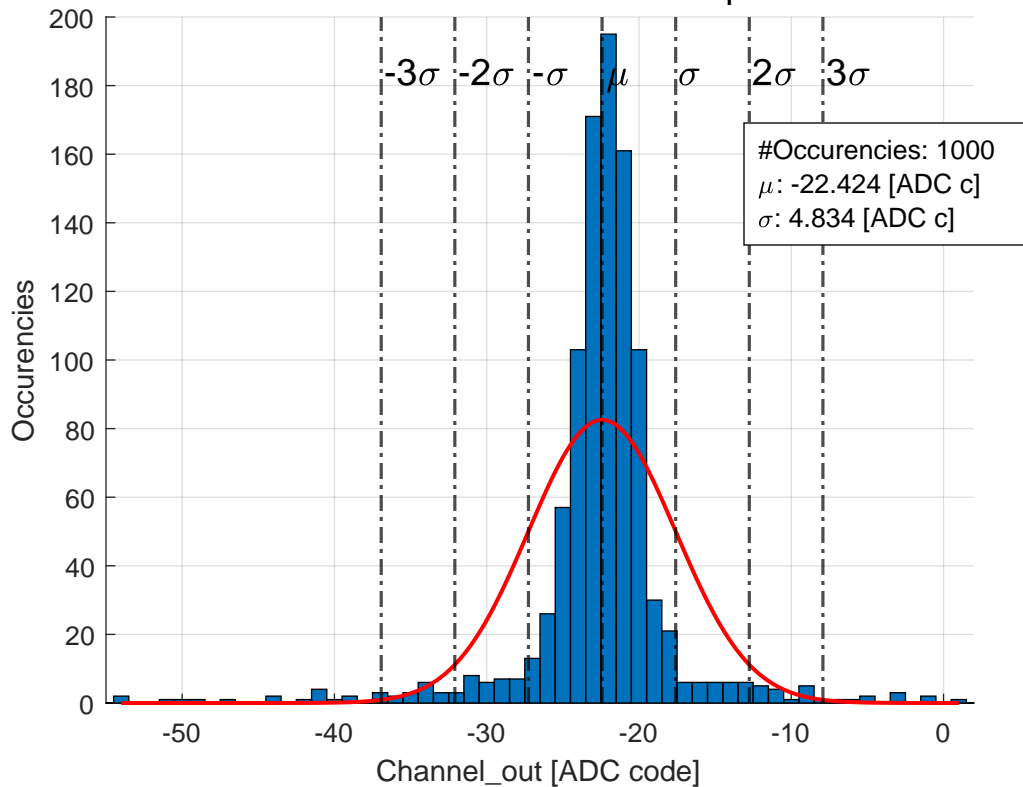 200
180
160
140
120
100
80
60
40
20
0
Occurencies
-3σ -2σ -σ μ σ 2σ 3σ
#Occurencies: 1000
μ: -22.424 [ADC c]
σ: 4.834 [ADC c]
-50 -40 -30 -20 -10 0
Channel_out [ADC code]